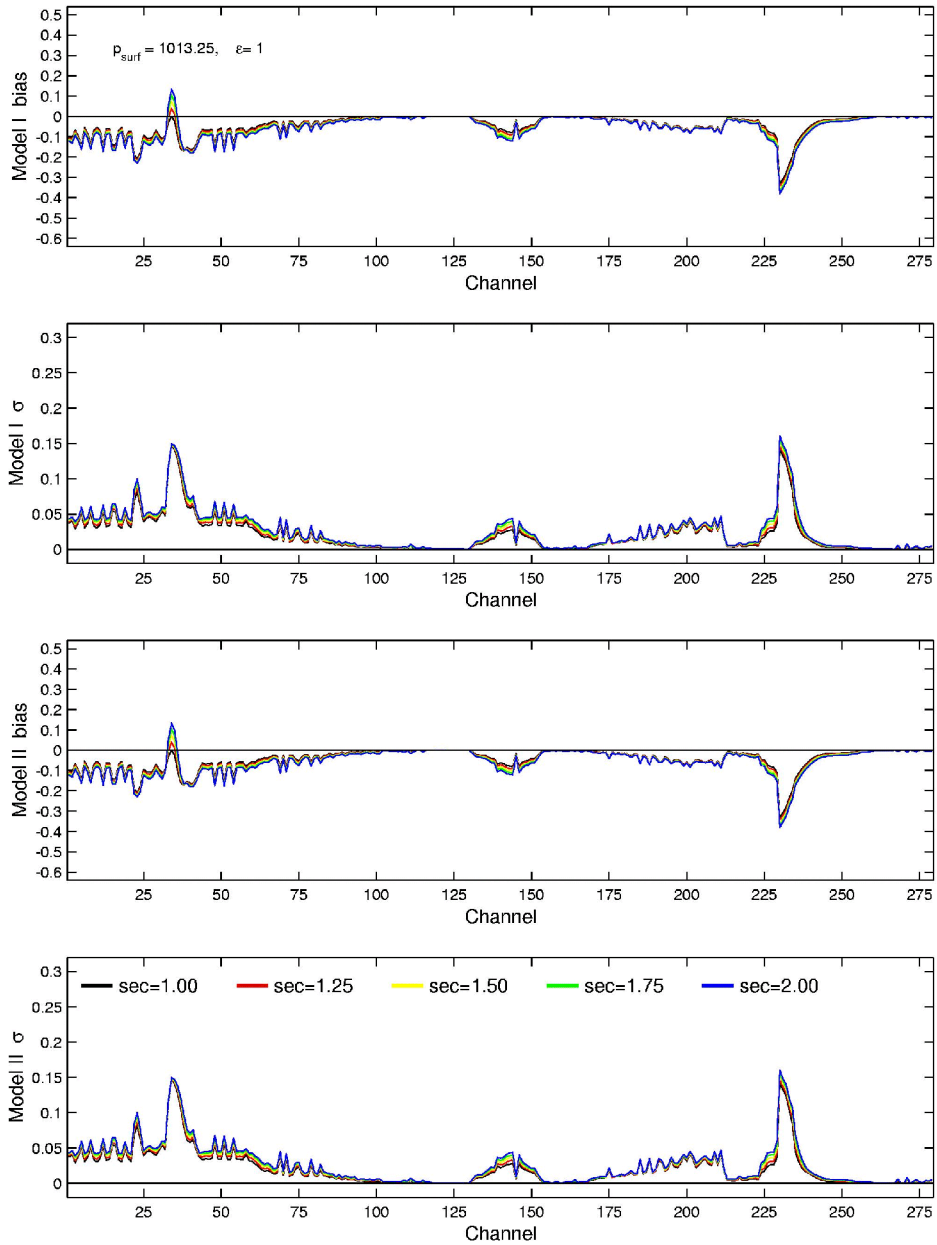 0.5
0.4
0.3
0.2
0.1
0
-0.1
-0.2
-0.3
-0.4
-0.5
-0.6
Model I bias
p_surf = 1013.25, ε= 1
25 50 75 100 125 150 175 200 225 250 275
Channel
0.3
0.25
0.2
0.15
0.1
0.05
0
Model I σ
25 50 75 100 125 150 175 200 225 250 275
Channel
0.5
0.4
0.3
0.2
0.1
0
-0.1
-0.2
-0.3
-0.4
-0.5
-0.6
Model II bias
25 50 75 100 125 150 175 200 225 250 275
Channel
0.3
0.25
0.2
0.15
0.1
0.05
0
Model II σ
sec=1.00 sec=1.25 sec=1.50 sec=1.75 sec=2.00
25 50 75 100 125 150 175 200 225 250 275
Channel